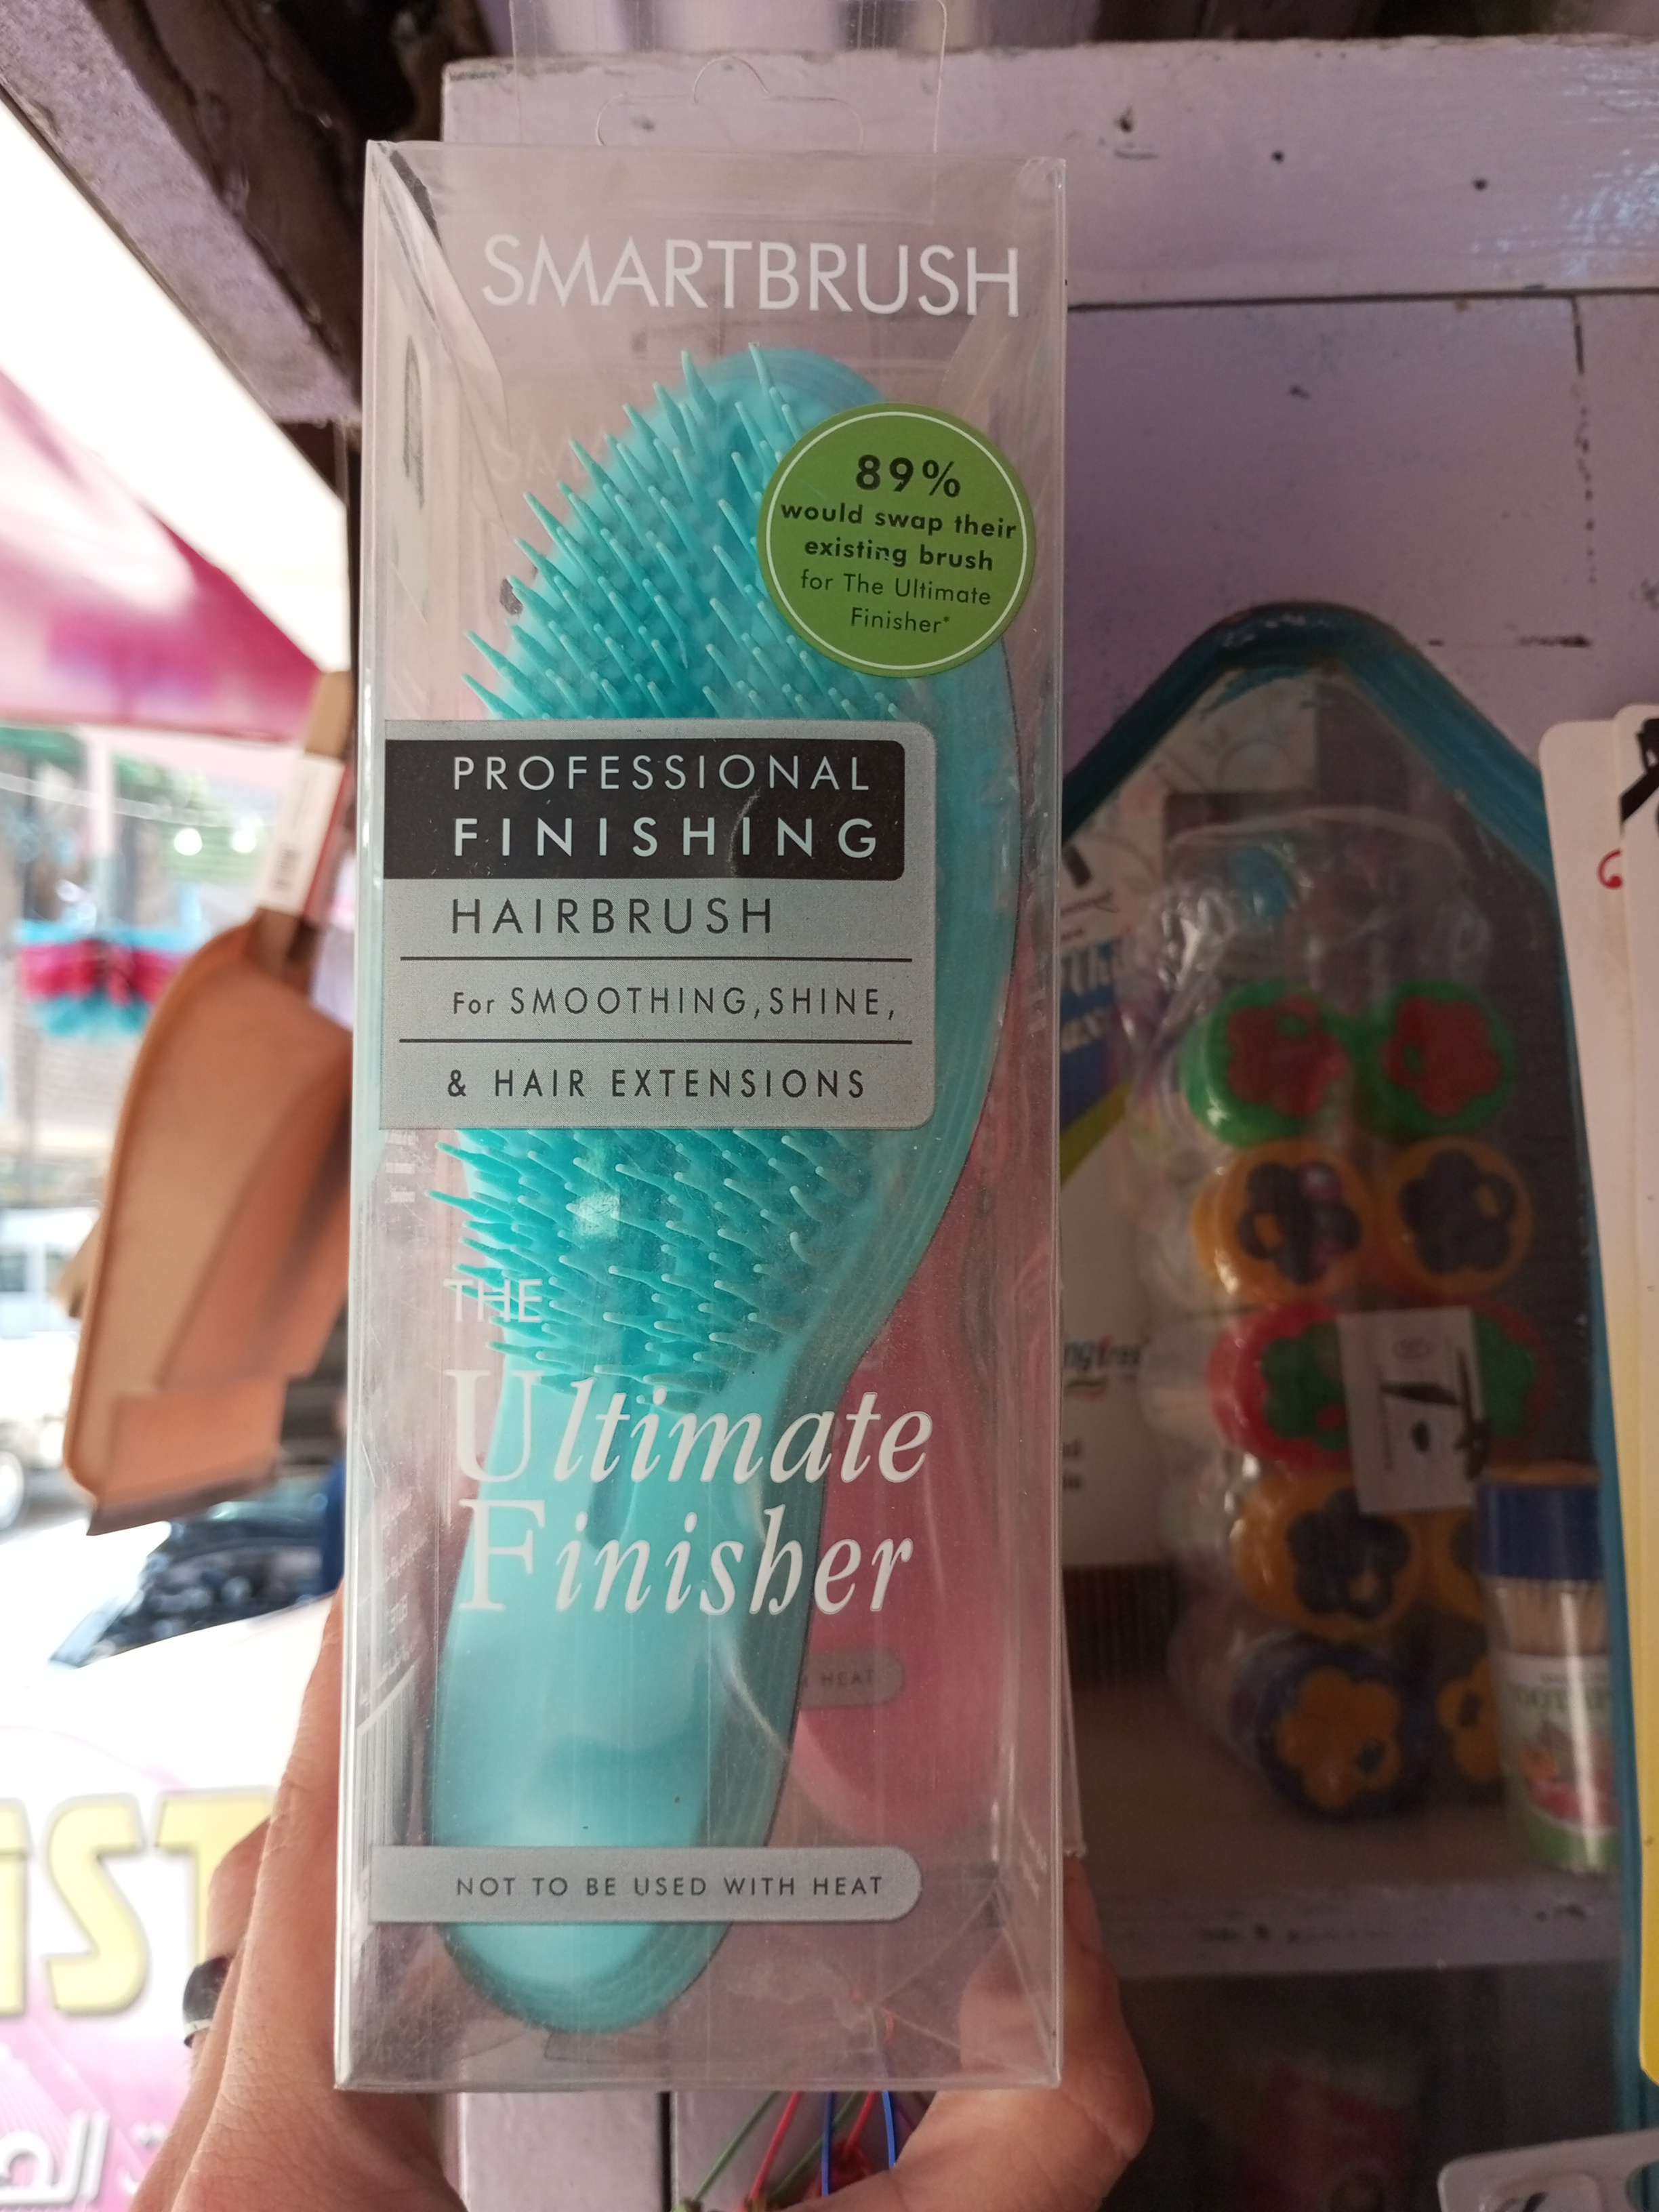 SMARTBRUSH
89%
would swap their
existing brush
for The Ultimate
Finisher*
PROFESSIONAL
FINISHING
HAIRBRUSH
For SMOOTHING, SHINE,
& HAIR EXTENSIONS
THE
Ultimate
Finisher
HEAT
NOT TO BE USED WITH HEAT